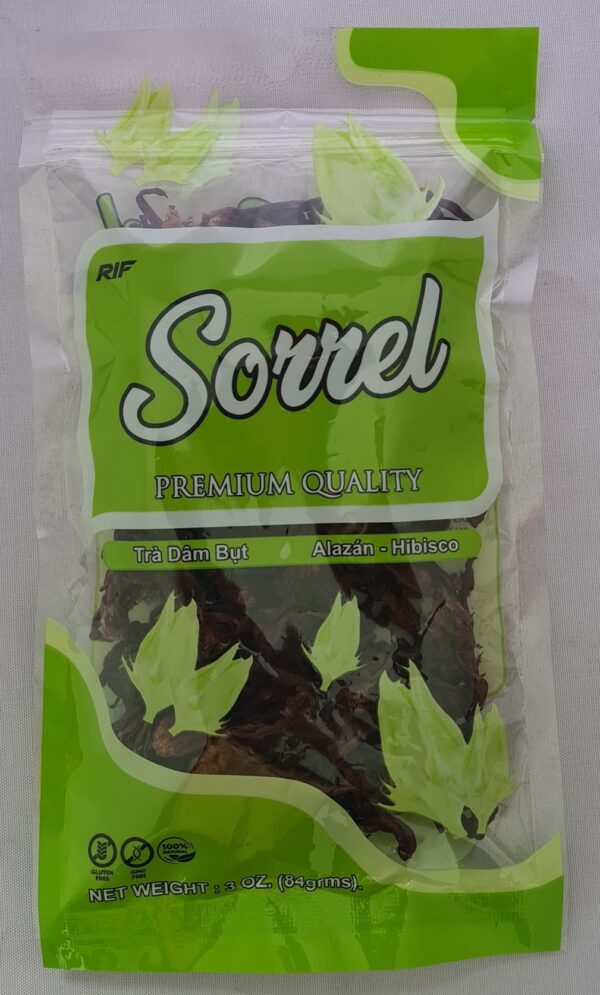 RIF
Sorrel
PREMIUM QUALITY
Trà Dâm Bụt Alazán - Hibisco
GLUTEN FREE
GMO FREE
100% NATURAL
NET WEIGHT : 3 OZ. (84grms).